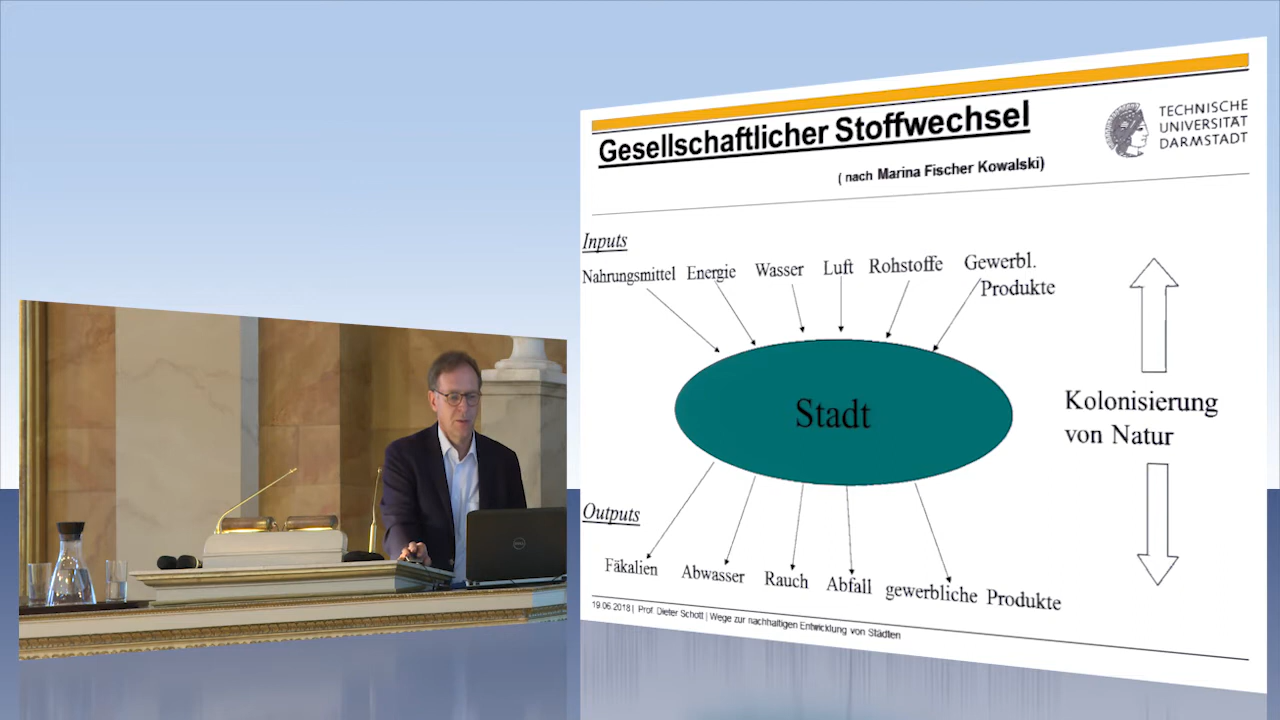 Gesellschaftlicher Stoffwechsel
( nach Marina Fischer Kowalski)
TECHNISCHE
UNIVERSITÄT
DARMSTADT
Inputs
Nahrungsmittel Energie Wasser Luft Rohstoffe Gewerbl.
Produkte
Stadt
Kolonisierung
von Natur
Outputs
Fäkalien Abwasser Rauch Abfall gewerbliche Produkte
19.06.2018 | Prof. Dieter Schott | Wege zur nachhaltigen Entwicklung von Städten
DELL